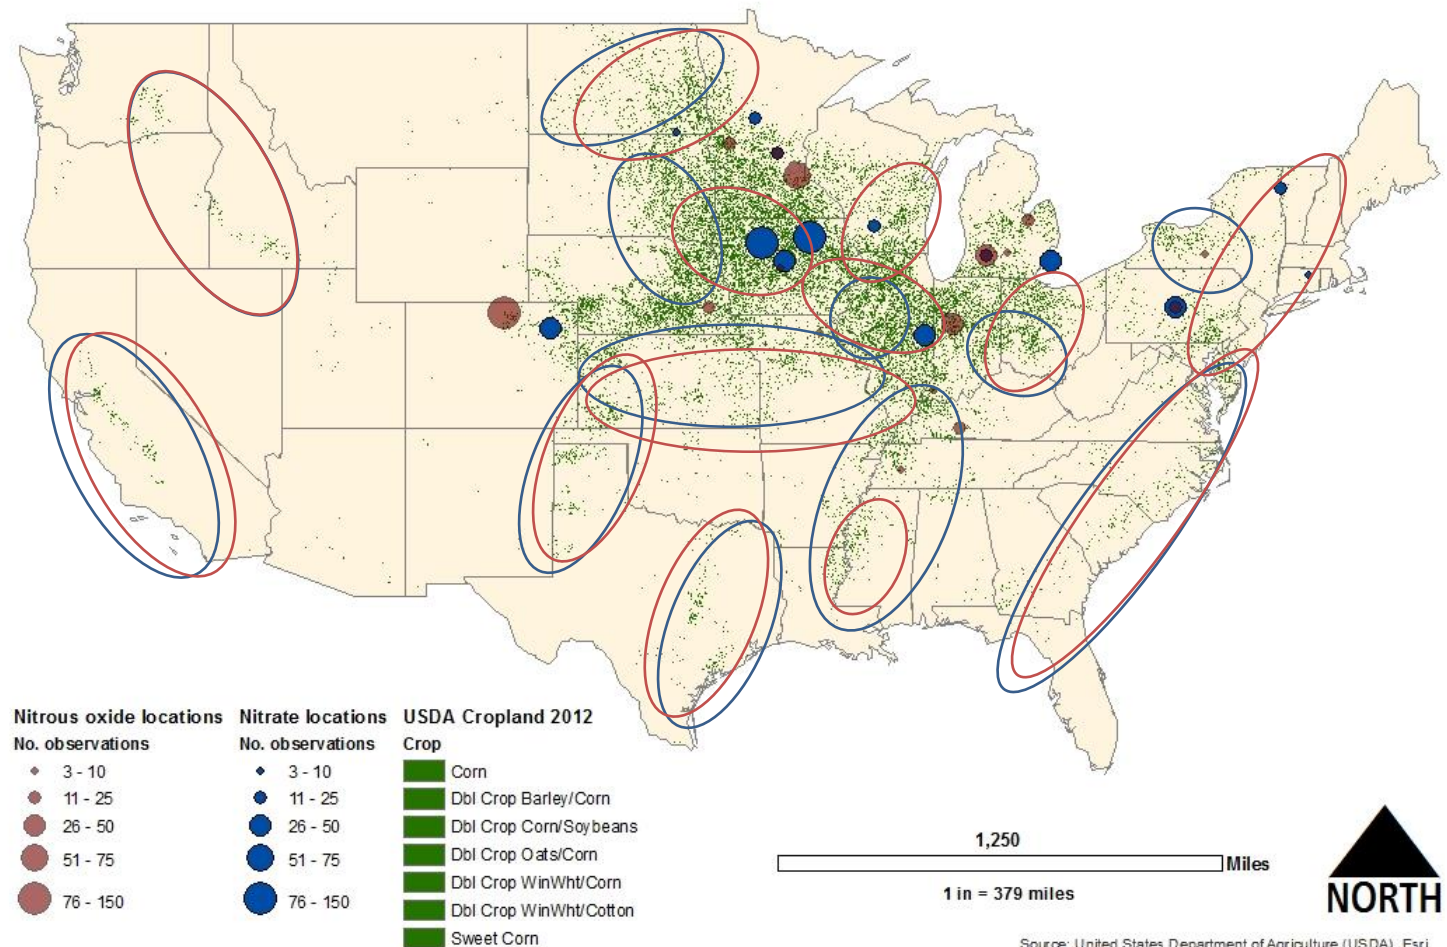 Nitrous oxide locations
No. observations
3 - 10
11 - 25
26 - 50
51 - 75
76 - 150
Nitrate locations
No. observations
3 - 10
11 - 25
26 - 50
51 - 75
76 - 150
USDA Cropland 2012
Crop
Corn
Dbl Crop Barley/Corn
Dbl Crop Corn/Soybeans
Dbl Crop Oats/Corn
Dbl Crop WinWht/Corn
Dbl Crop WinWht/Cotton
Sweet Corn
1,250
Miles
1 in = 379 miles
NORTH
Source: United States Department of Agriculture (USDA), Esri